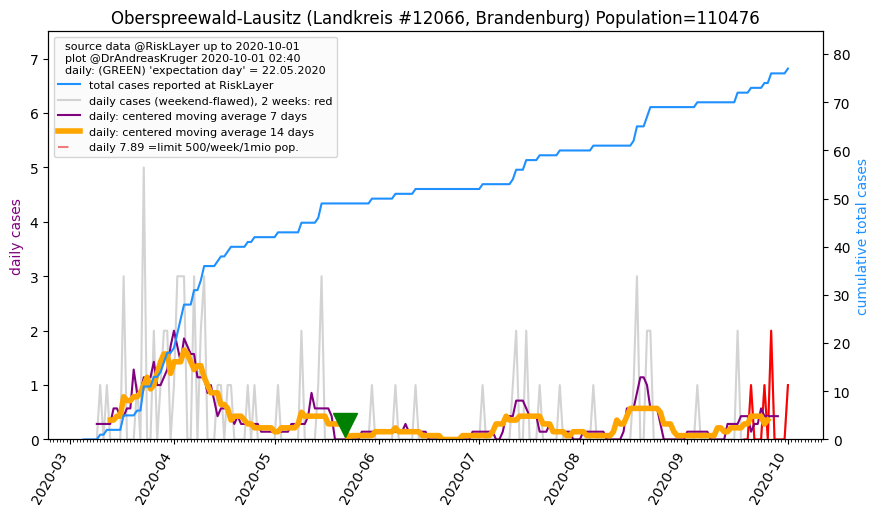 Oberspreewald-Lausitz (Landkreis #12066, Brandenburg) Population=110476
source data @RiskLayer up to 2020-10-01
plot @DrAndreasKruger 2020-10-01 02:40
daily: (GREEN) 'expectation day' = 22.05.2020
total cases reported at RiskLayer
daily cases (weekend-flawed), 2 weeks: red
daily: centered moving average 7 days
daily: centered moving average 14 days
daily 7.89 =limit 500/week/1mio pop.
daily cases
7
6
5
4
3
2
1
0
cumulative total cases
80
70
60
50
40
30
20
10
0
2020-03
2020-04
2020-05
2020-06
2020-07
2020-08
2020-09
2020-10